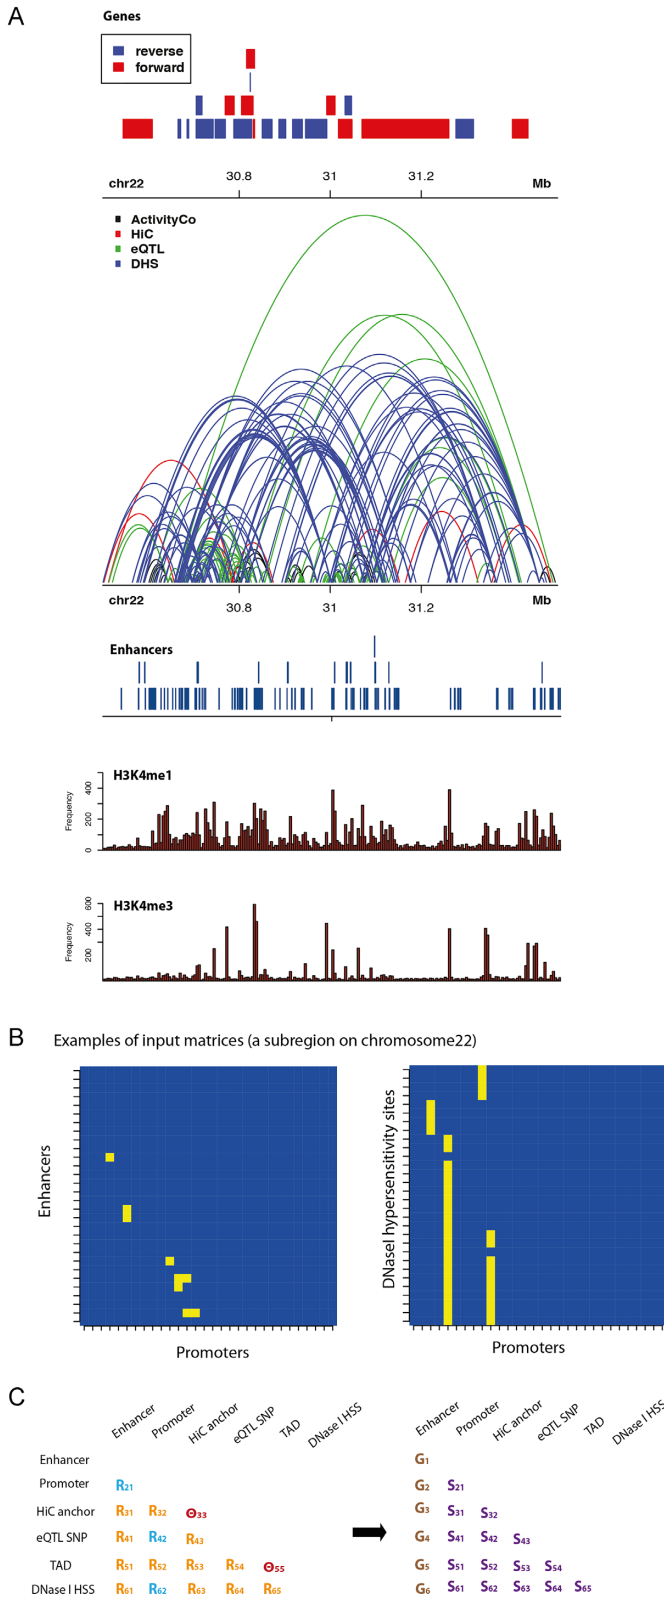 A
Genes
reverse
forward
chr22 30.8 31 31.2 Mb
ActivityCo
HiC
eQTL
DHS
chr22 30.8 31 31.2 Mb
Enhancers
H3K4me1
Frequency
400
200
0
H3K4me3
Frequency
600
400
200
B Examples of input matrices (a subregion on chromosome22)
Enhancers
Promoters
DNaseI hypersensitivity sites
Promoters
C
Enhancer Promoter HiC anchor eQTL SNP TAD DNase I HSS
Enhancer
Promoter R21
HiC anchor R31 R32 Θ33
eQTL SNP R41 R42 R43
TAD R51 R52 R53 R54 Θ55
DNase I HSS R61 R62 R63 R64 R65
Enhancer Promoter HiC anchor eQTL SNP TAD DNase I HSS
G1
G2 S21
G3 S31 S32
G4 S41 S42 S43
G5 S51 S52 S53 S54
G6 S61 S62 S63 S64 S65